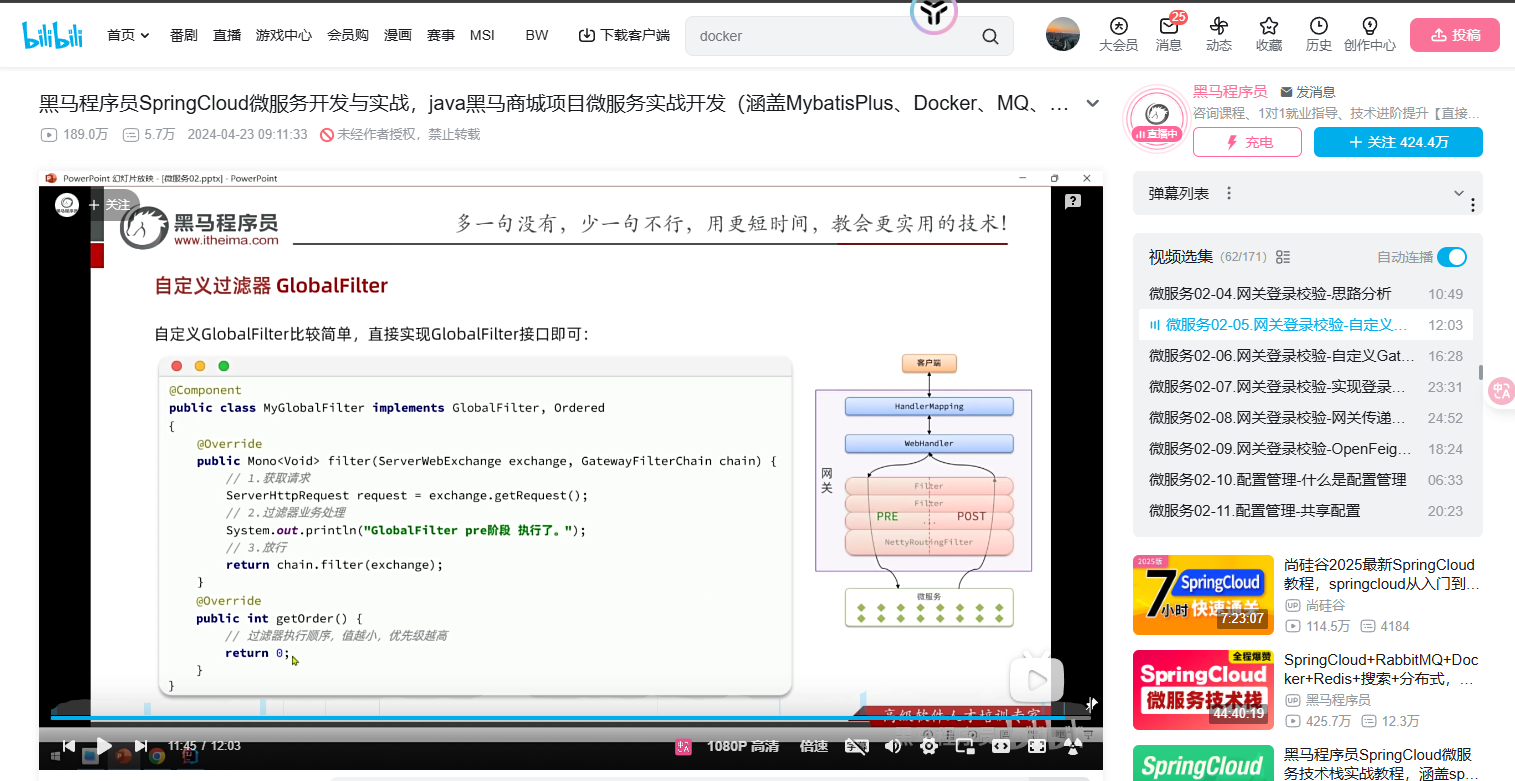 bilibili
首页
番剧
直播
游戏中心
会员购
漫画
赛事
MSI
BW
下载客户端
docker
大会员
25
消息
动态
收藏
历史
创作中心
投稿
黑马程序员SpringCloud微服务开发与实战，java黑马商城项目微服务实战开发（涵盖MybatisPlus、Docker、MQ、…
189.0万 5.7万 2024-04-23 09:11:33 未经作者授权，禁止转载
PowerPoint 幻灯片放映 - [微服务02.pptx] - PowerPoint
+ 关注
黑马程序员
www.itheima.com
多一句没有，少一句不行，用更短时间，教会更实用的技术！
自定义过滤器 GlobalFilter
自定义GlobalFilter比较简单，直接实现GlobalFilter接口即可：
@Component
public class MyGlobalFilter implements GlobalFilter, Ordered
{
@Override
public Mono<Void> filter(ServerWebExchange exchange, GatewayFilterChain chain) {
// 1.获取请求
ServerHttpRequest request = exchange.getRequest();
// 2.过滤器业务处理
System.out.println("GlobalFilter pre阶段 执行了。");
// 3.放行
return chain.filter(exchange);
}
@Override
public int getOrder() {
// 过滤器执行顺序，值越小，优先级越高
return 0;
}
}
客户端
HandlerMapping
WebHandler
网关
Filter
Filter
PRE
...
POST
NettyRoutingFilter
微服务
高级软件人才培训专家
11:45 / 12:03
1080P 高清
倍速
黑马程序员
直播中
发消息
咨询课程、1对1就业指导、技术进阶提升【直接…
充电
+ 关注 424.4万
弹幕列表
视频选集 (62/171)
自动连播
微服务02-04.网关登录校验-思路分析 10:49
微服务02-05.网关登录校验-自定义… 12:03
微服务02-06.网关登录校验-自定义Gat… 16:28
微服务02-07.网关登录校验-实现登录… 23:31
微服务02-08.网关登录校验-网关传递… 24:52
微服务02-09.网关登录校验-OpenFeig… 18:24
微服务02-10.配置管理-什么是配置管理 06:33
微服务02-11.配置管理-共享配置 20:23
2025版
SpringCloud
7小时 快速通关
7:23:07
尚硅谷2025最新SpringCloud
教程，springcloud从入门到…
UP 尚硅谷
114.5万 4184
全程爆赞
SpringCloud
微服务技术栈
44:40:19
SpringCloud+RabbitMQ+Doc
ker+Redis+搜索+分布式，…
UP 黑马程序员
425.7万 12.3万
SpringCloud
黑马程序员SpringCloud微服
务技术栈实战教程，涵盖sp…